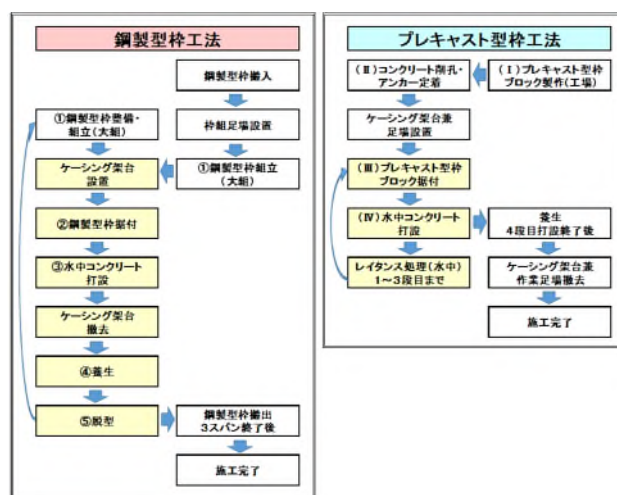 鋼製型枠工法
鋼製型枠搬入
枠組足場設置
①鋼製型枠組立
(大組)
①鋼製型枠整備・
組立(大組)
ケーシング架台
設置
②鋼製型枠据付
③水中コンクリート
打設
ケーシング架台
撤去
④養生
⑤脱型
鋼製型枠搬出
3スパン終了後
施工完了
プレキャスト型枠工法
(Ⅰ)プレキャスト型枠
ブロック製作(工場)
(Ⅱ)コンクリート削孔・
アンカー定着
ケーシング架台兼
足場設置
(Ⅲ)プレキャスト型枠
ブロック据付
(Ⅳ)水中コンクリート
打設
レイタンス処理(水中)
1～3段目まで
養生
4段目打設終了後
ケーシング架台兼
作業足場撤去
施工完了